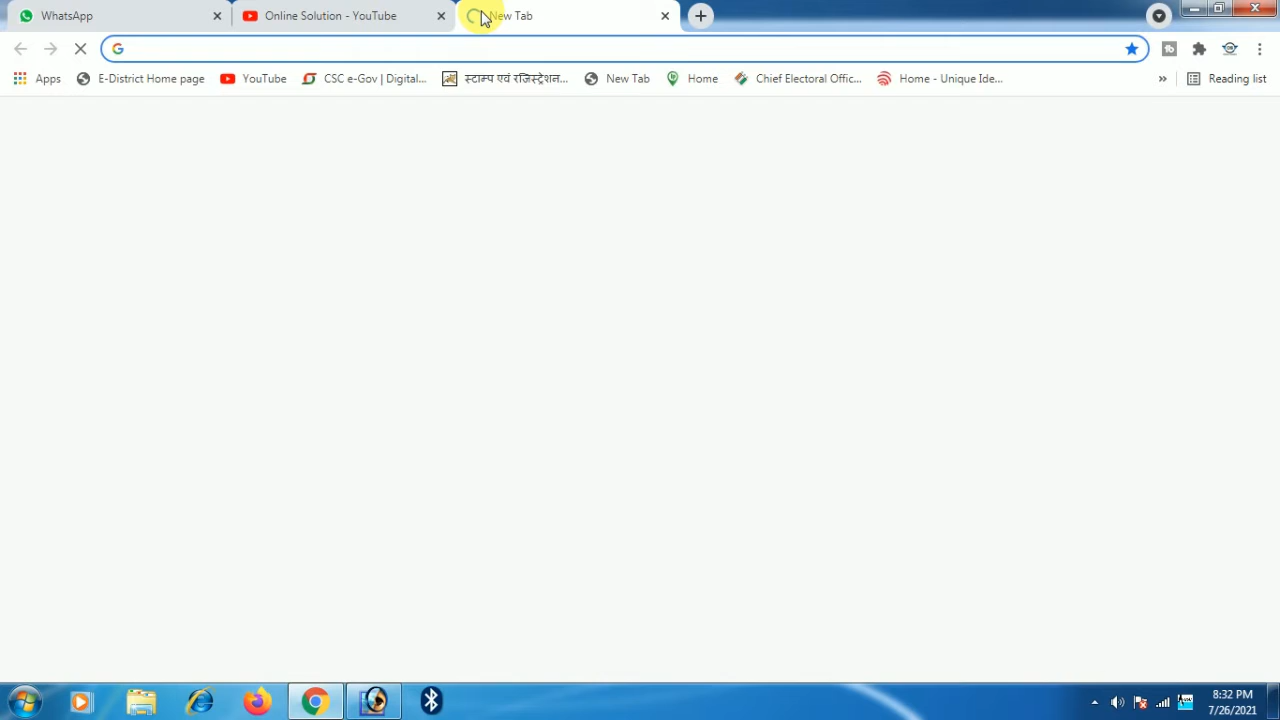 WhatsApp
Online Solution - YouTube
New Tab
Apps
E-District Home page
YouTube
CSC e-Gov | Digital...
स्टाम्प एवं रजिस्ट्रेशन...
New Tab
Home
Chief Electoral Offic...
Home - Unique Ide...
»
Reading list
8:32 PM
7/26/2021